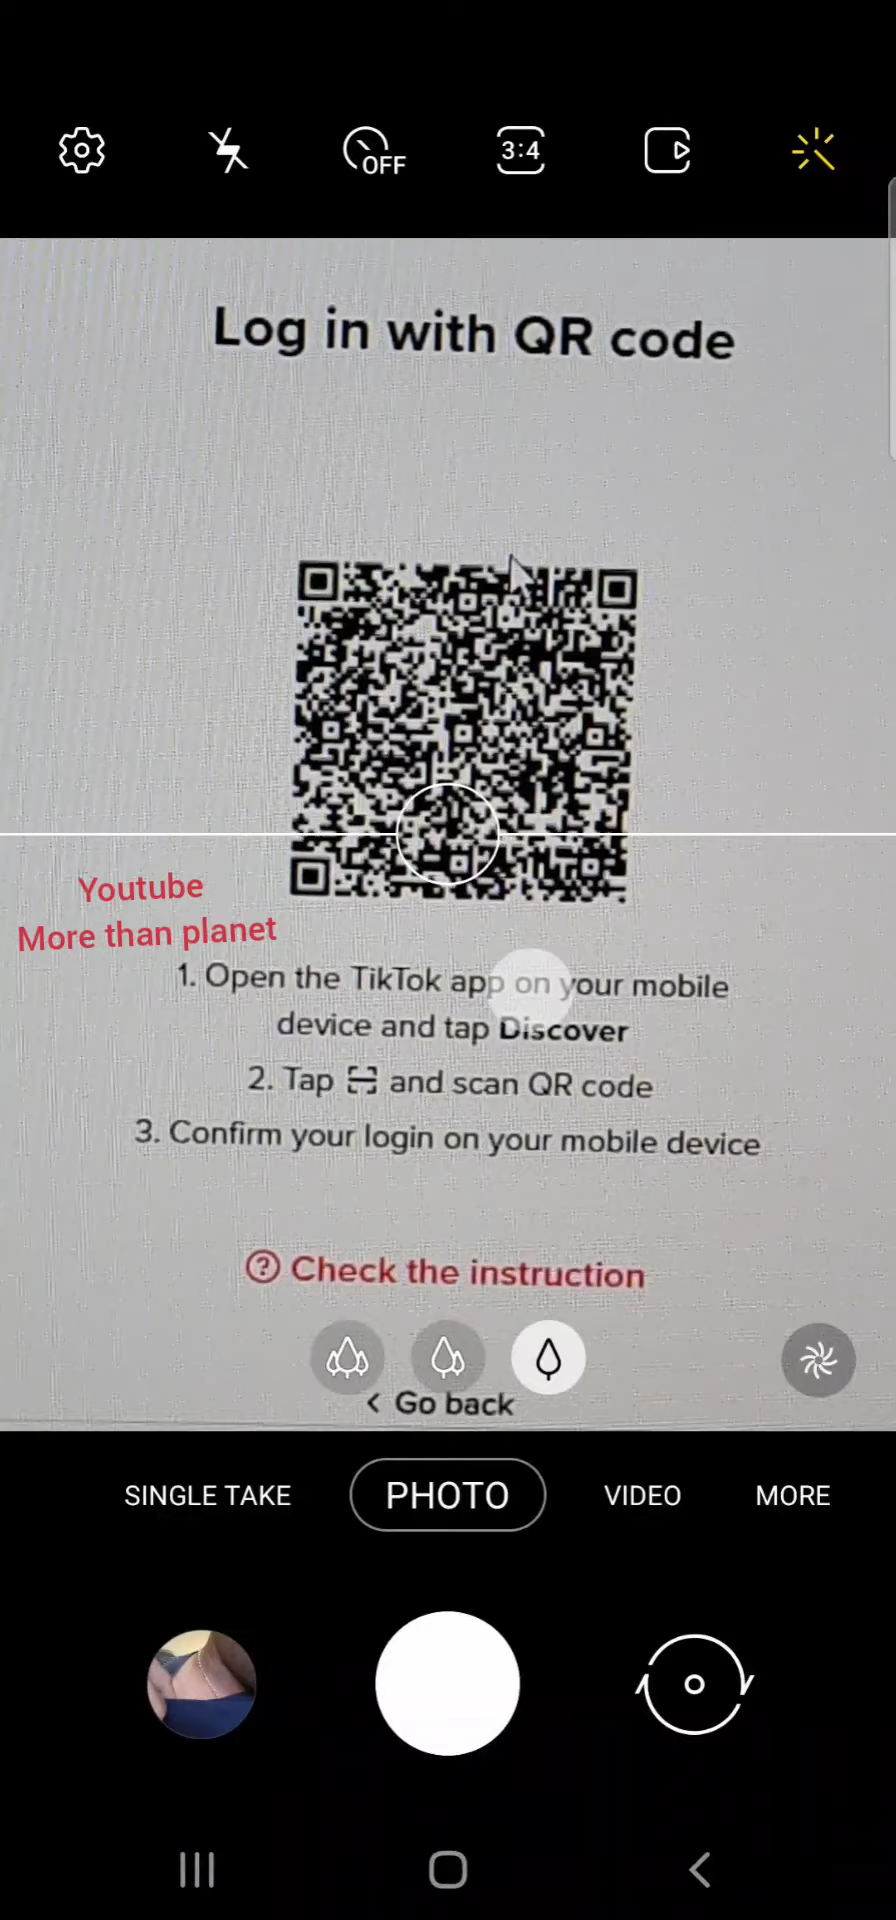 OFF
3:4
Log in with QR code
Youtube
More than planet
1. Open the TikTok app on your mobile
device and tap Discover
2. Tap and scan QR code
3. Confirm your login on your mobile device
? Check the instruction
< Go back
SINGLE TAKE
PHOTO
VIDEO
MORE